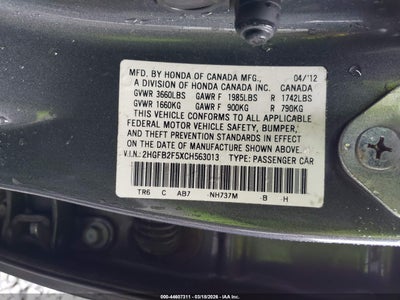 MFD. BY HONDA OF CANADA MFG., 04/12
A DIVISION OF HONDA CANADA INC. CANADA
GVWR 3660LBS GAWR F 1985LBS R 1742LBS
GVWR 1660KG GAWR F 900KG R 790KG
THIS VEHICLE CONFORMS TO ALL APPLICABLE
FEDERAL MOTOR VEHICLE SAFETY, BUMPER,
AND THEFT PREVENTION STANDARDS IN EFFECT
ON THE DATE OF MANUFACTURE SHOWN ABOVE.
V.I.N.: 2HGFB2F5XCH563013 TYPE: PASSENGER CAR
TR6 C AB7 -NH737M -B -H
000-44607311 - 03/18/2026 - IAADOCS